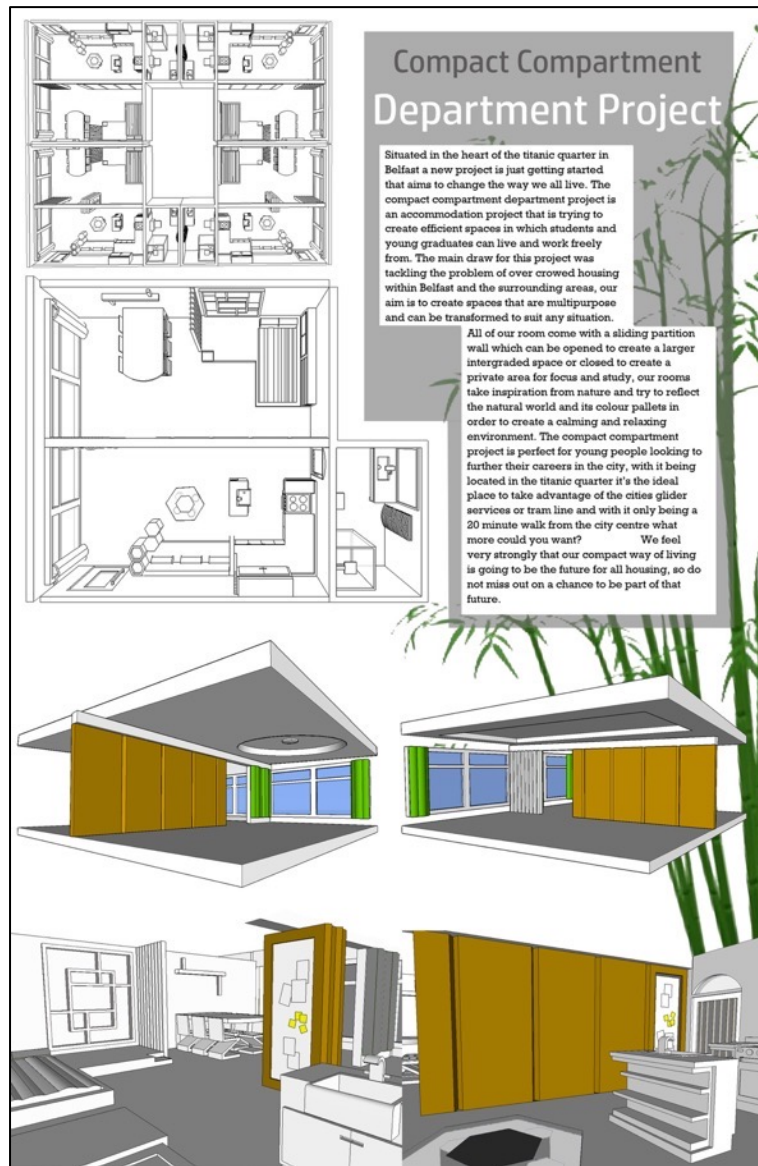 Compact Compartment
Department Project
Situated in the heart of the titanic quarter in
Belfast a new project is just getting started
that aims to change the way we all live. The
compact compartment department project is
an accommodation project that is trying to
create efficient spaces in which students and
young graduates can live and work freely
from. The main draw for this project was
tackling the problem of over crowed housing
within Belfast and the surrounding areas, our
aim is to create spaces that are multipurpose
and can be transformed to suit any situation.
All of our room come with a sliding partition
wall which can be opened to create a larger
intergraded space or closed to create a
private area for focus and study, our rooms
take inspiration from nature and try to reflect
the natural world and its colour pallets in
order to create a calming and relaxing
environment. The compact compartment
project is perfect for young people looking to
further their careers in the city, with it being
located in the titanic quarter it's the ideal
place to take advantage of the cities glider
services or tram line and with it only being a
20 minute walk from the city centre what
more could you want? We feel
very strongly that our compact way of living
is going to be the future for all housing, so do
not miss out on a chance to be part of that
future.